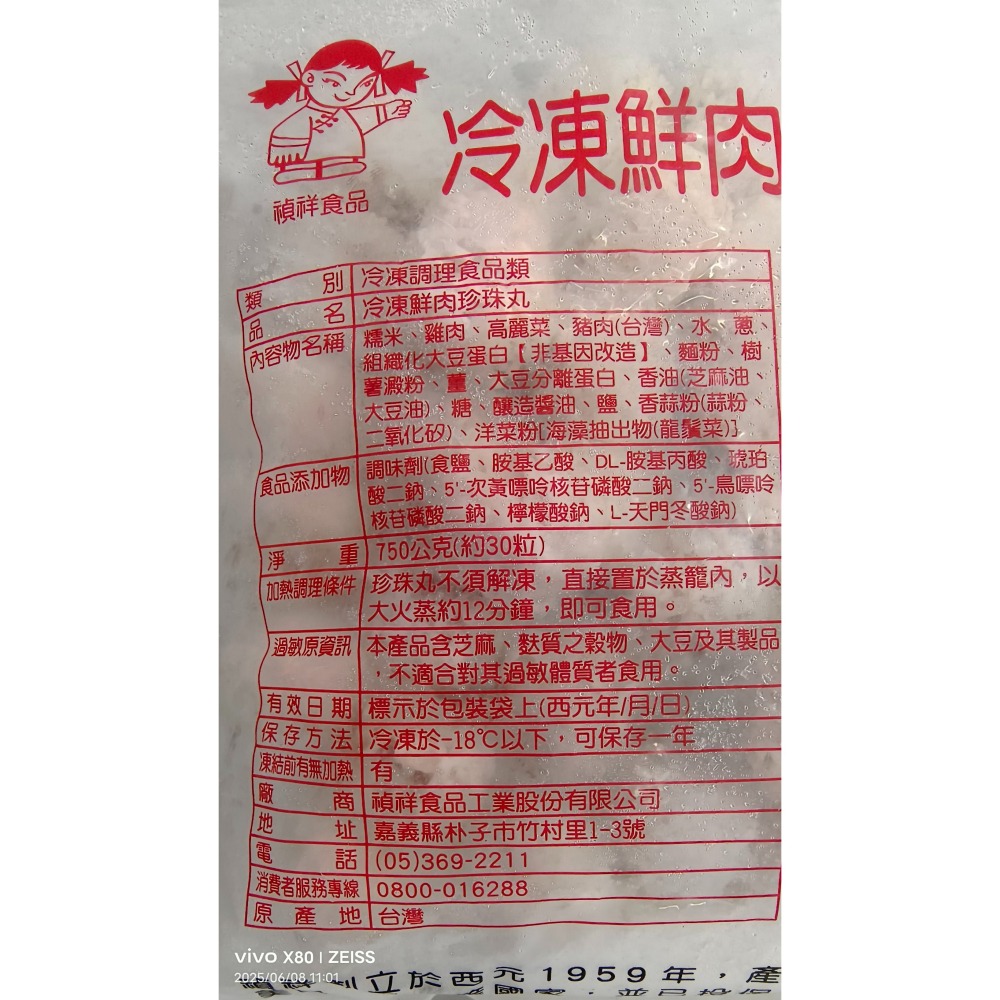 冷凍鮮肉
禎祥食品
類別 冷凍調理食品類
品名 冷凍鮮肉珍珠丸
內容物名稱 糯米、雞肉、高麗菜、豬肉(台灣)、水、蔥、
組織化大豆蛋白【非基因改造】、麵粉、樹
薯澱粉、薑、大豆分離蛋白、香油(芝麻油、
大豆油)、糖、釀造醬油、鹽、香蒜粉(蒜粉、
二氧化矽)、洋菜粉[海藻抽出物(龍鬚菜)]
食品添加物 調味劑(食鹽、胺基乙酸、DL-胺基丙酸、琥珀
酸二鈉、5'-次黃嘌呤核苷磷酸二鈉、5'-鳥嘌呤
核苷磷酸二鈉、檸檬酸鈉、L-天門冬酸鈉)
淨重 750公克(約30粒)
加熱調理條件 珍珠丸不須解凍，直接置於蒸籠內，以
大火蒸約12分鐘，即可食用。
過敏原資訊 本產品含芝麻、麩質之穀物、大豆及其製品
，不適合對其過敏體質者食用。
有效日期 標示於包裝袋上(西元年/月/日)
保存方法 冷凍於-18℃以下，可保存一年
凍結前有無加熱 有
廠商 禎祥食品工業股份有限公司
地址 嘉義縣朴子市竹村里1-3號
電話 (05)369-2211
消費者服務專線 0800-016288
原產地 台灣
vivo X80 | ZEISS
2025/06/08 11:01
立於西元1959年，產